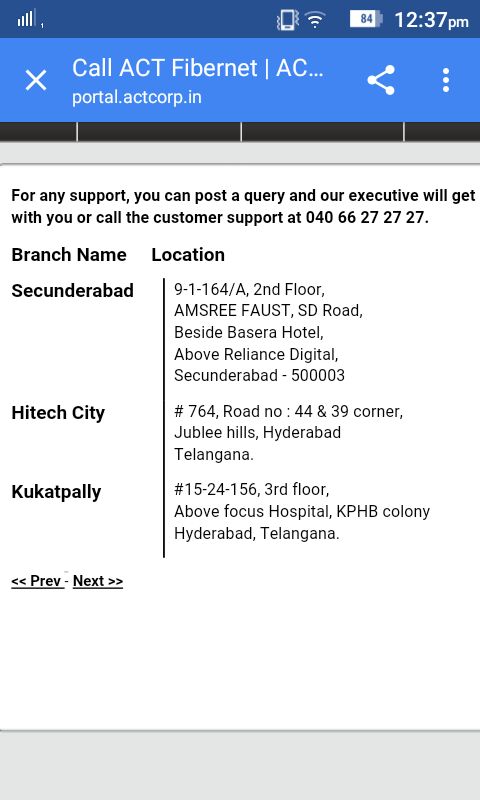 84 12:37pm
Call ACT Fibernet | AC...
portal.actcorp.in
For any support, you can post a query and our executive will get
with you or call the customer support at 040 66 27 27 27.
Branch Name Location
Secunderabad 9-1-164/A, 2nd Floor,
AMSREE FAUST, SD Road,
Beside Basera Hotel,
Above Reliance Digital,
Secunderabad - 500003
Hitech City # 764, Road no : 44 & 39 corner,
Jublee hills, Hyderabad
Telangana.
Kukatpally #15-24-156, 3rd floor,
Above focus Hospital, KPHB colony
Hyderabad, Telangana.
<< Prev - Next >>